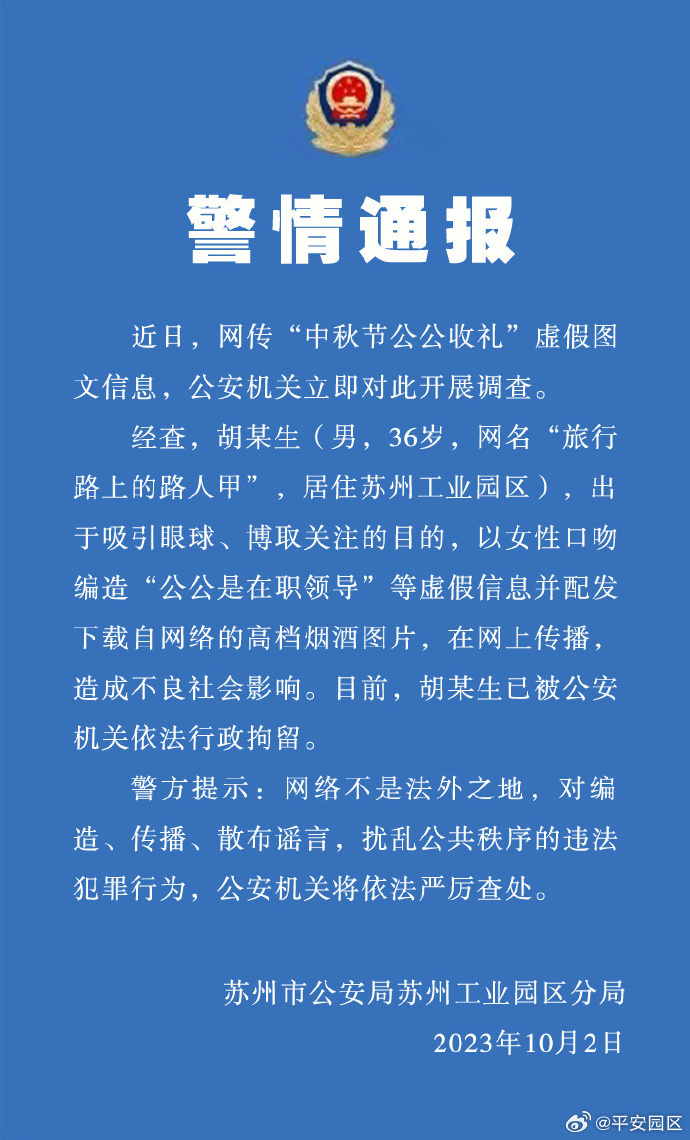 警情通报
近日，网传“中秋节公公收礼”虚假图
文信息，公安机关立即对此开展调查。
经查，胡某生（男，36岁，网名“旅行
路上的路人甲”，居住苏州工业园区），出
于吸引眼球、博取关注的目的，以女性口吻
编造“公公是在职领导”等虚假信息并配发
下载自网络的高档烟酒图片，在网上传播，
造成不良社会影响。目前，胡某生已被公安
机关依法行政拘留。
警方提示：网络不是法外之地，对编
造、传播、散布谣言，扰乱公共秩序的违法
犯罪行为，公安机关将依法严厉查处。
苏州市公安局苏州工业园区分局
2023年10月2日
@平安园区